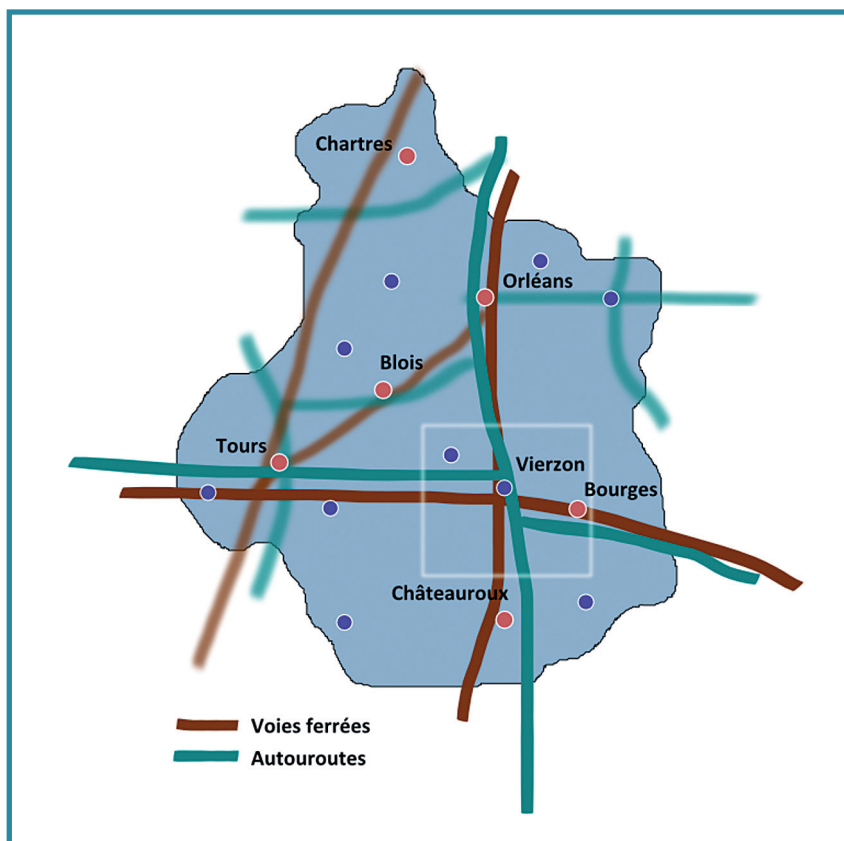 Chartres
Orléans
Blois
Tours
Vierzon
Bourges
Châteauroux
Voies ferrées
Autouroutes